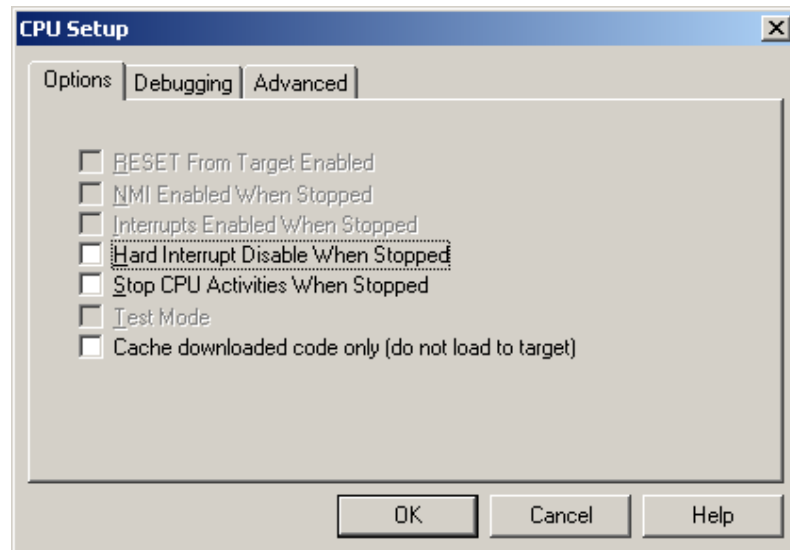 CPU Setup
Options Debugging Advanced
RESET From Target Enabled
NMI Enabled When Stopped
Interrupts Enabled When Stopped
Hard Interrupt Disable When Stopped
Stop CPU Activities When Stopped
Test Mode
Cache downloaded code only (do not load to target)
OK Cancel Help